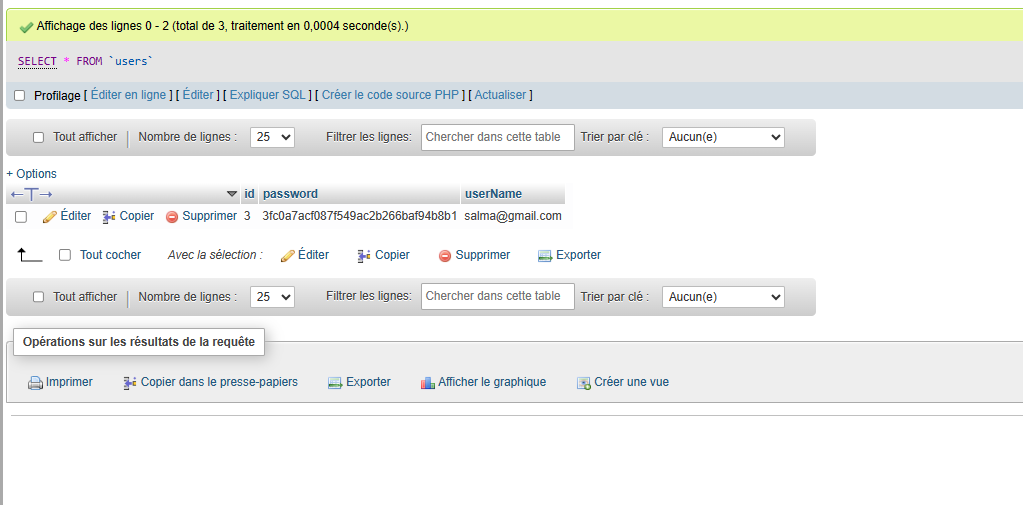 Affichage des lignes 0 - 2 (total de 3, traitement en 0,0004 seconde(s).)
SELECT * FROM `users`
Profilage [ Éditer en ligne ] [ Éditer ] [ Expliquer SQL ] [ Créer le code source PHP ] [ Actualiser ]
Tout afficher Nombre de lignes : 25 Filtrer les lignes: Chercher dans cette table Trier par clé : Aucun(e)
+ Options
←T→ id password userName
Éditer Copier Supprimer 3 3fc0a7acf087f549ac2b266baf94b8b1 salma@gmail.com
Tout cocher Avec la sélection : Éditer Copier Supprimer Exporter
Tout afficher Nombre de lignes : 25 Filtrer les lignes: Chercher dans cette table Trier par clé : Aucun(e)
Opérations sur les résultats de la requête
Imprimer Copier dans le presse-papiers Exporter Afficher le graphique Créer une vue